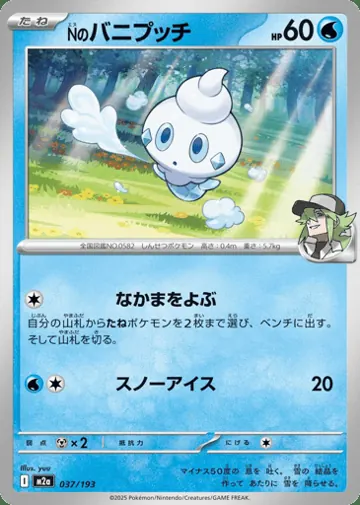 たね
Nのバニプッチ
HP60
全国図鑑NO.0582 しんせつポケモン 高さ:0.4m 重さ:5.7kg
なかまをよぶ
自分の山札からたねポケモンを2枚まで選び、ベンチに出す。
そして山札を切る。
スノーアイス 20
弱点 ×2 抵抗力 にげる
Illus. yuu
I M2a 037/193
マイナス50度の 息を はく。
雪の 結晶を 作って あたりに 雪を 降らせる。
©2025 Pokémon/Nintendo/Creatures/GAME FREAK.